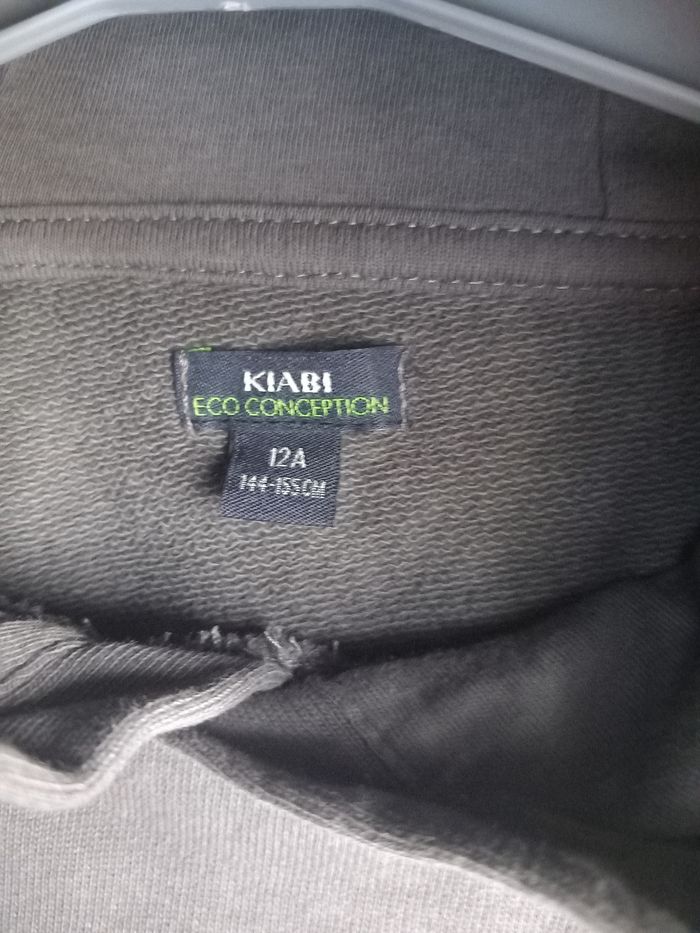 KIABI
ECO CONCEPTION
12A
144-155CM